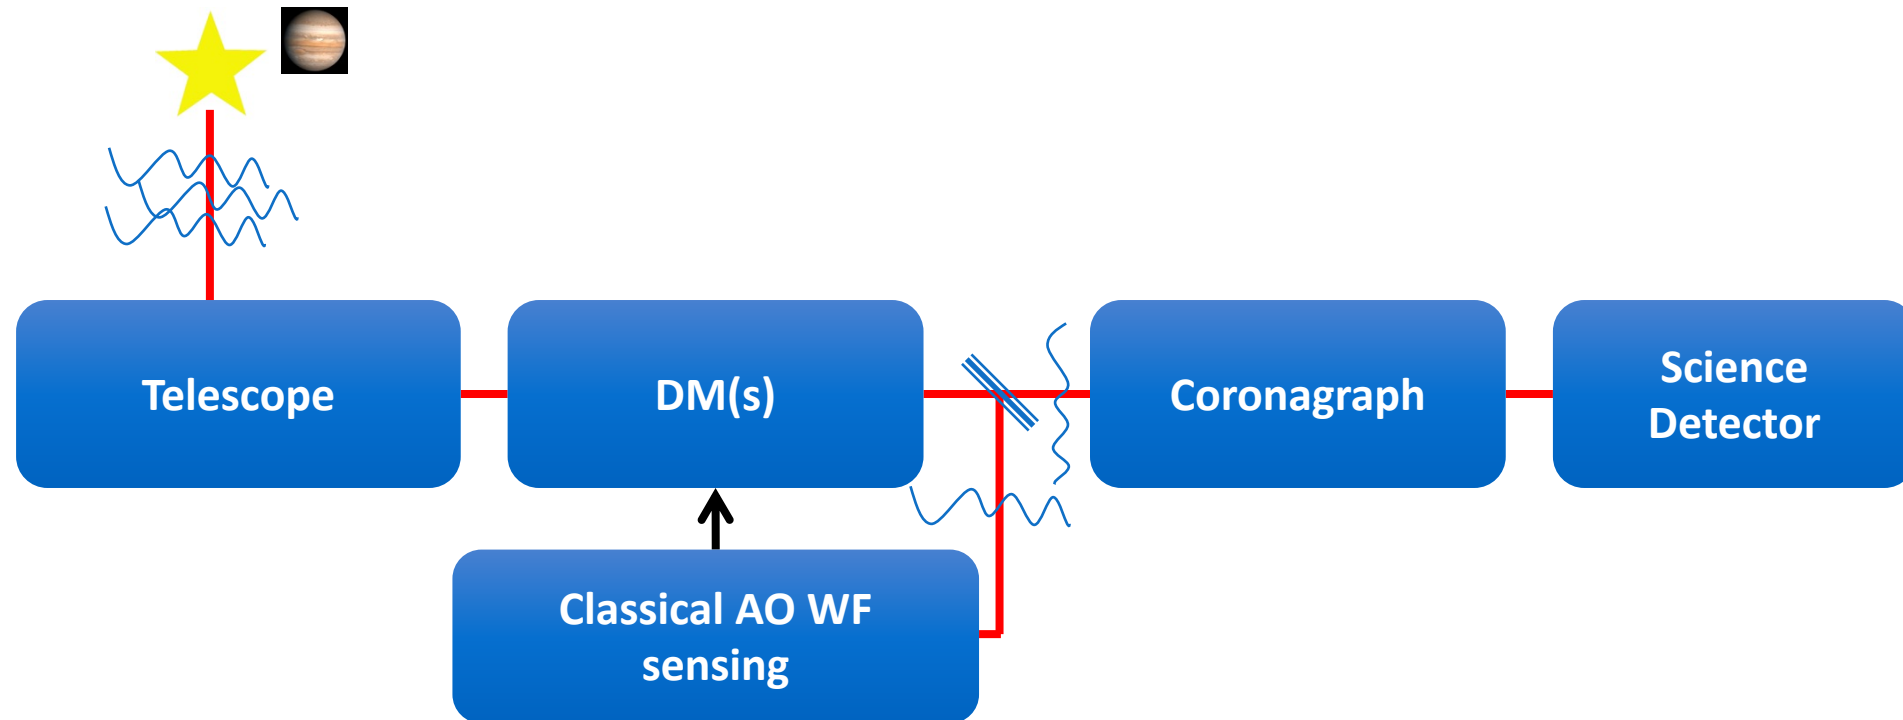 Telescope
DM(s)
Coronagraph
Science
Detector
Classical AO WF
sensing